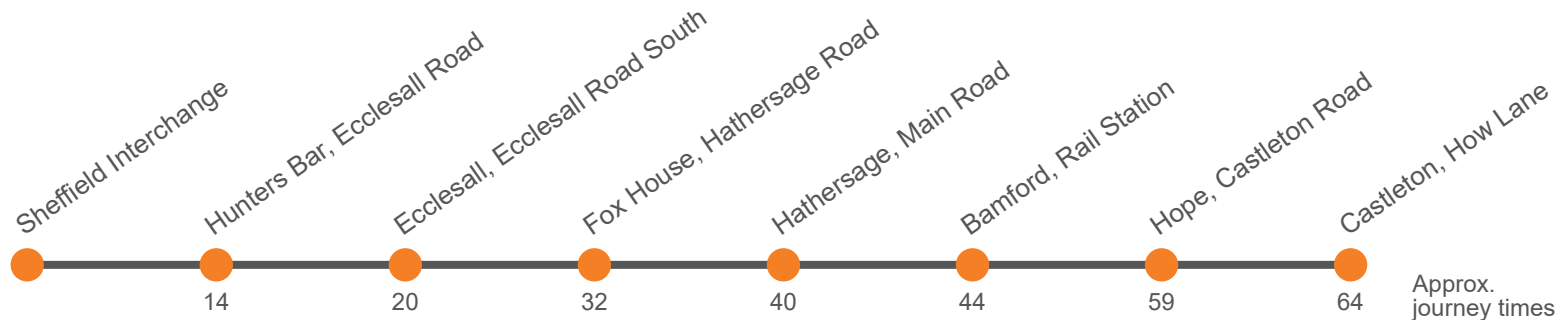 Sheffield Interchange
Hunters Bar, Ecclesall Road
Ecclesall, Ecclesall Road South
Fox House, Hathersage Road
Hathersage, Main Road
Bamford, Rail Station
Hope, Castleton Road
Castleton, How Lane
14
20
32
40
44
59
64
Approx.
journey times